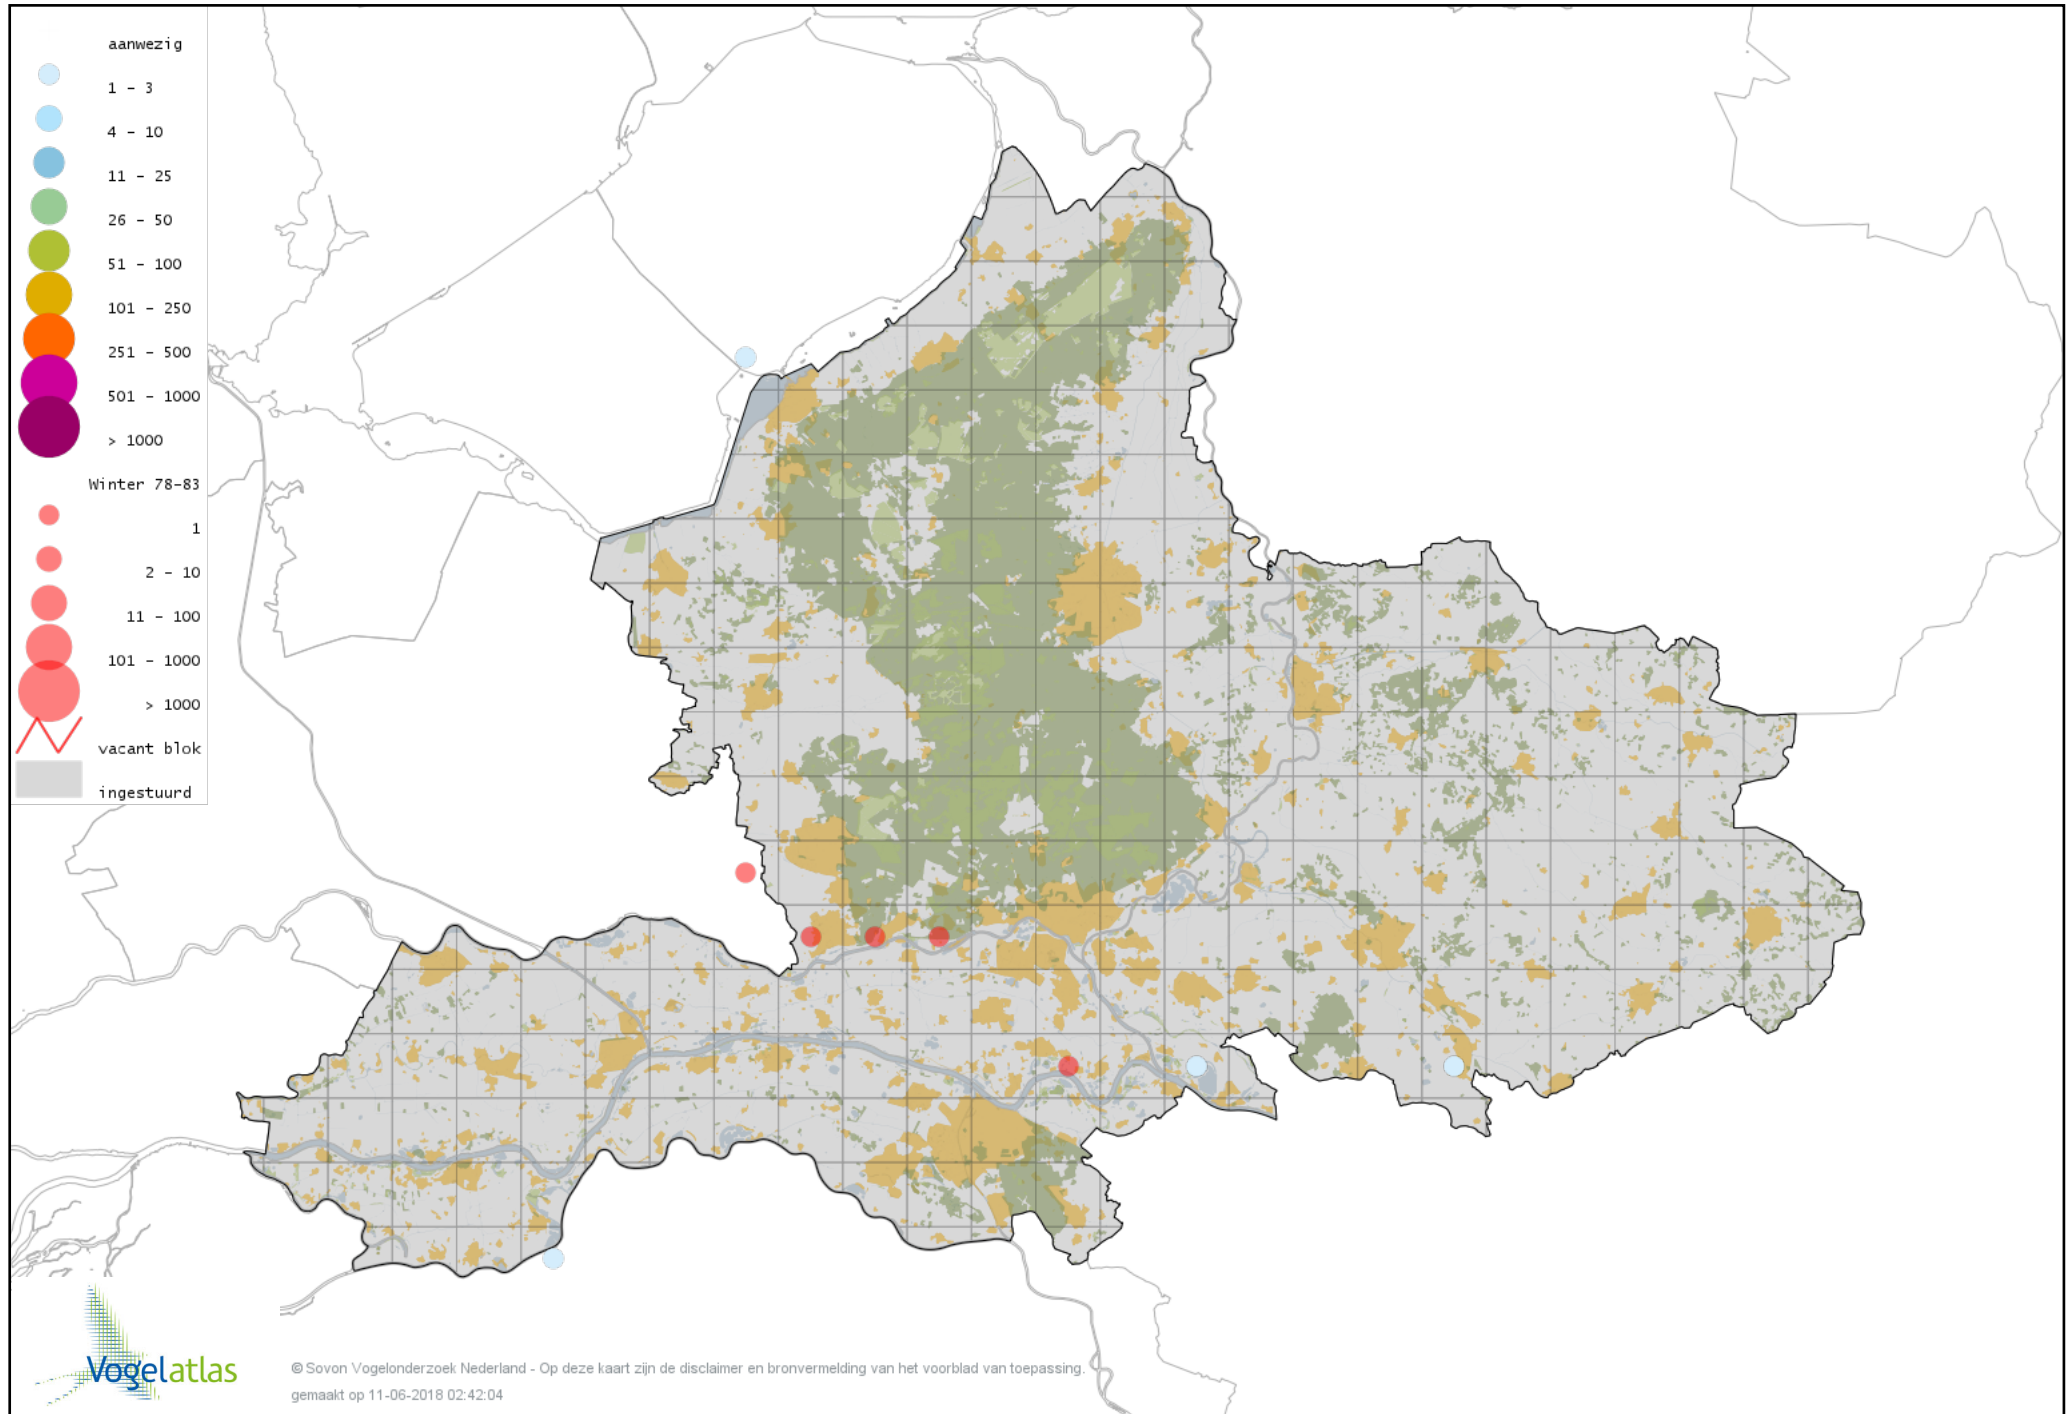 aanwezig
1 - 3
4 - 10
11 - 25
26 - 50
51 - 100
101 - 250
251 - 500
501 - 1000
> 1000
Winter 78-83
1
2 - 10
11 - 100
101 - 1000
> 1000
vacant blok
ingestuurd
Vogelatlas
© Sovon Vogelonderzoek Nederland - Op deze kaart zijn de disclaimer en bronvermelding van het voorblad van toepassing.
gemaakt op 11-06-2018 02:42:04